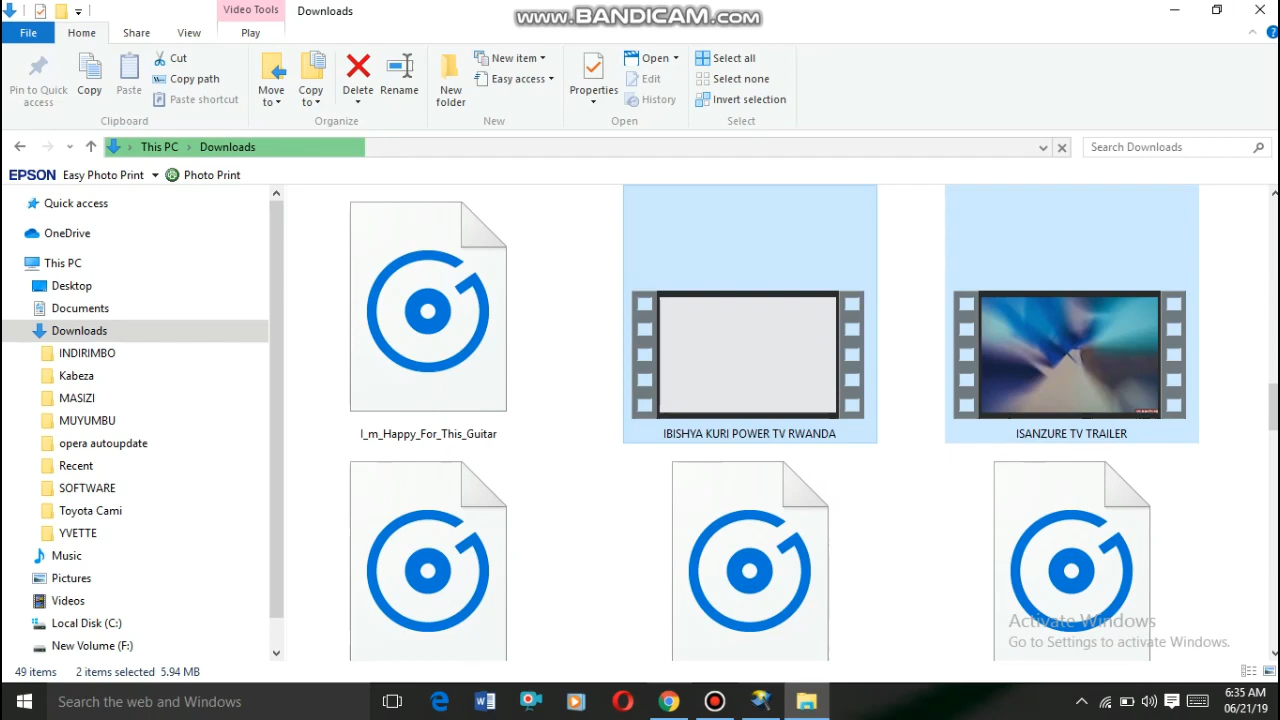 Video Tools
Downloads
www.BANDICAM.com
File
Home
Share
View
Play
Pin to Quick access
Copy
Paste
Cut
Copy path
Paste shortcut
Move to
Copy to
Delete
Rename
New folder
New item
Easy access
Properties
Open
Edit
History
Select all
Select none
Invert selection
Clipboard
Organize
New
Open
Select
This PC
Downloads
Search Downloads
EPSON Easy Photo Print
Photo Print
Quick access
OneDrive
This PC
Desktop
Documents
Downloads
INDIRIMBO
Kabeza
MASIZI
MUYUMBU
opera autoupdate
Recent
SOFTWARE
Toyota Cami
YVETTE
Music
Pictures
Videos
Local Disk (C:)
New Volume (F:)
I_m_Happy_For_This_Guitar
IBISHYA KURI POWER TV RWANDA
ISANZURE TV TRAILER
Activate Windows
Go to Settings to activate Windows.
49 items
2 items selected 5.94 MB
Search the web and Windows
6:35 AM
06/21/19